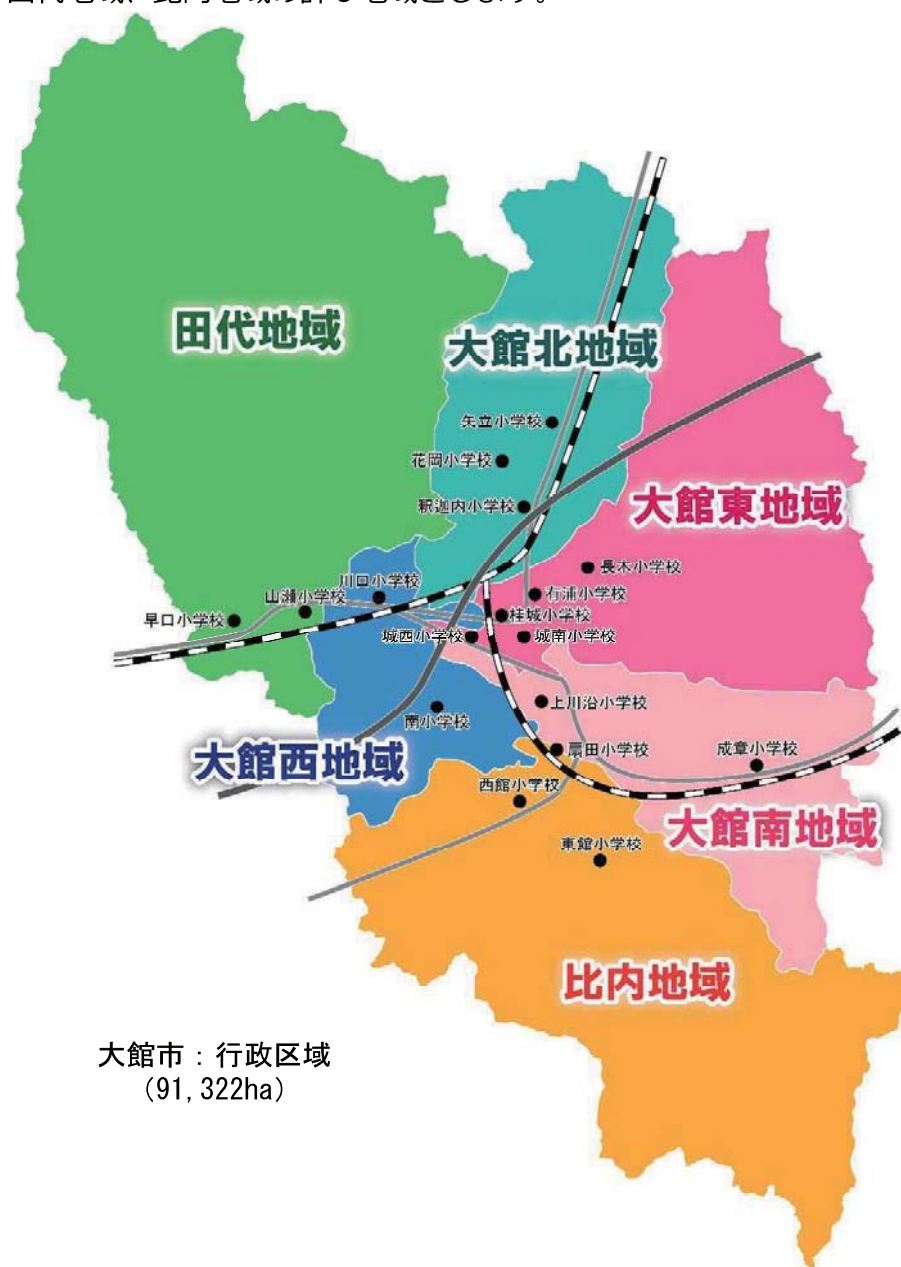 田代地域
大館北地域
矢立小学校
花岡小学校
釈迦内小学校
大館東地域
長木小学校
川口小学校
有浦小学校
山瀬小学校
早口小学校
桂城小学校
城西小学校
城南小学校
上川沿小学校
南小学校
扇田小学校
成章小学校
大館西地域
西館小学校
大館南地域
東館小学校
比内地域
大館市：行政区域
（91,322ha）